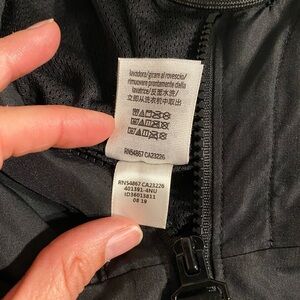 lavadora/girare al rovescio/
rimuovere prontamente dalla
lavatrice/ 反面水洗/
立即从洗衣机中取出
RN54867 CA23226
RN54867 CA23226
401391-4NU
ID36013811
08 19